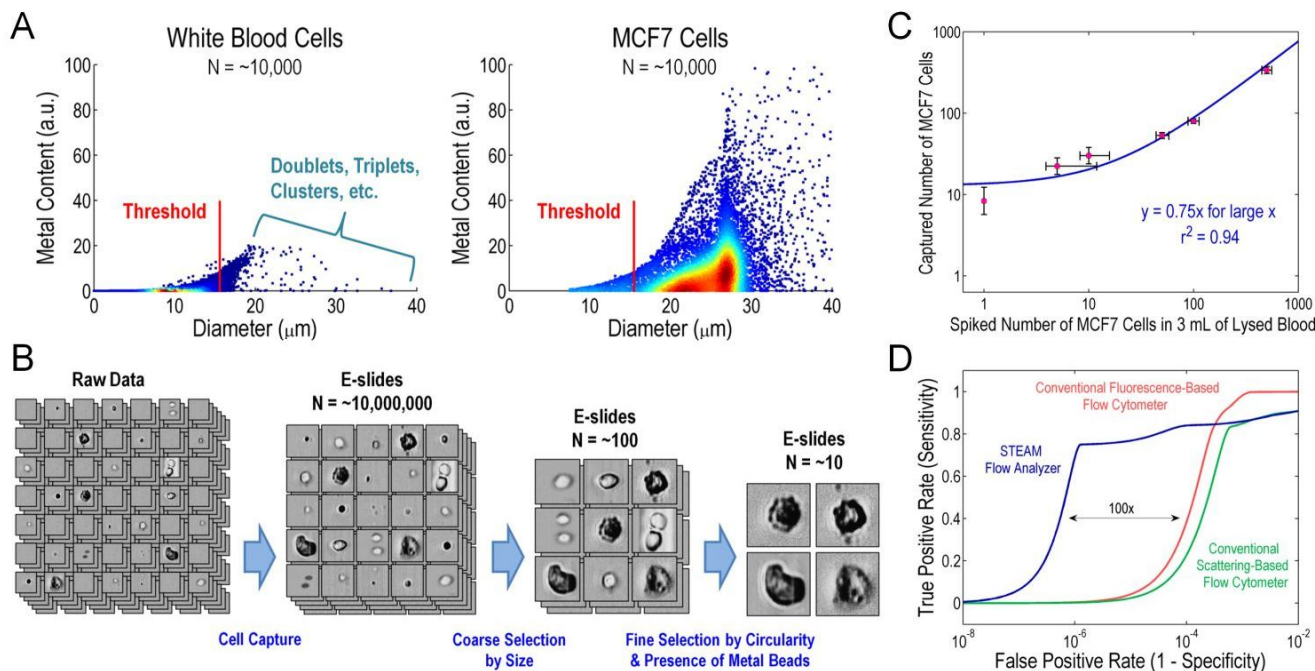 A
White Blood Cells
N = ~10,000
100
80
60
40
20
0
Metal Content (a.u.)
Threshold
Doublets, Triplets,
Clusters, etc.
0 10 20 30 40
Diameter (μm)
MCF7 Cells
N = ~10,000
100
80
60
40
20
0
Metal Content (a.u.)
Threshold
0 10 20 30 40
Diameter (μm)
B
Raw Data
E-slides
N = ~10,000,000
E-slides
N = ~100
E-slides
N = ~10
Cell Capture
Coarse Selection
by Size
Fine Selection by Circularity
& Presence of Metal Beads
C
1000
100
10
1
Captured Number of MCF7 Cells
y = 0.75x for large x
r² = 0.94
1 10 100 1000
Spiked Number of MCF7 Cells in 3 mL of Lysed Blood
D
1
0.8
0.6
0.4
0.2
0
True Positive Rate (Sensitivity)
Conventional Fluorescence-Based
Flow Cytometer
STEAM
Flow Analyzer
100x
Conventional
Scattering-Based
Flow Cytometer
10⁻⁸ 10⁻⁶ 10⁻⁴ 10⁻²
False Positive Rate (1 - Specificity)